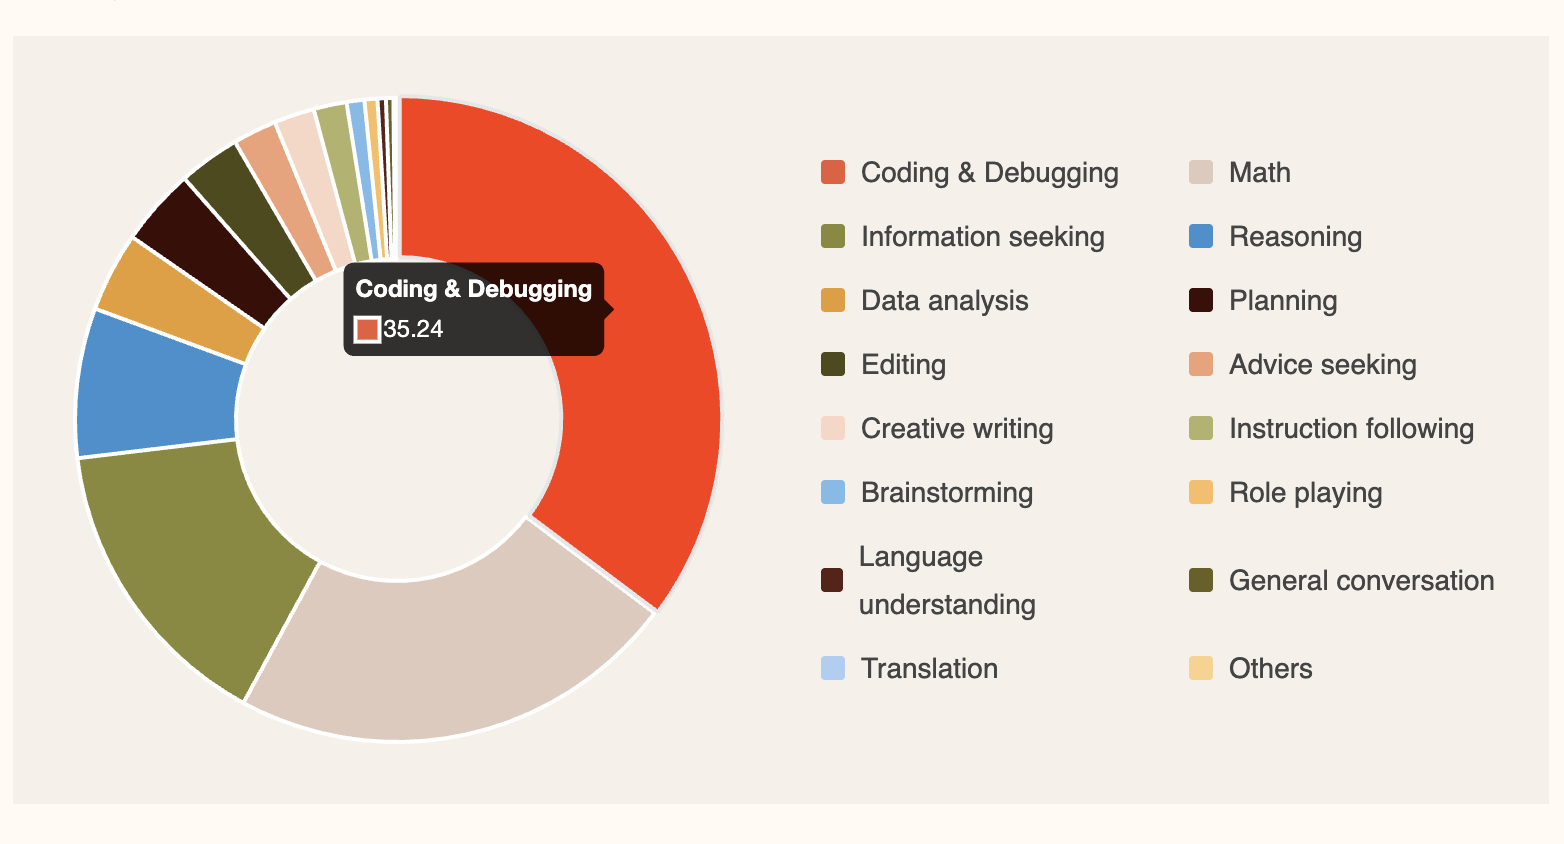 Coding & Debugging
35.24
Coding & Debugging
Math
Information seeking
Reasoning
Data analysis
Planning
Editing
Advice seeking
Creative writing
Instruction following
Brainstorming
Role playing
Language
understanding
General conversation
Translation
Others